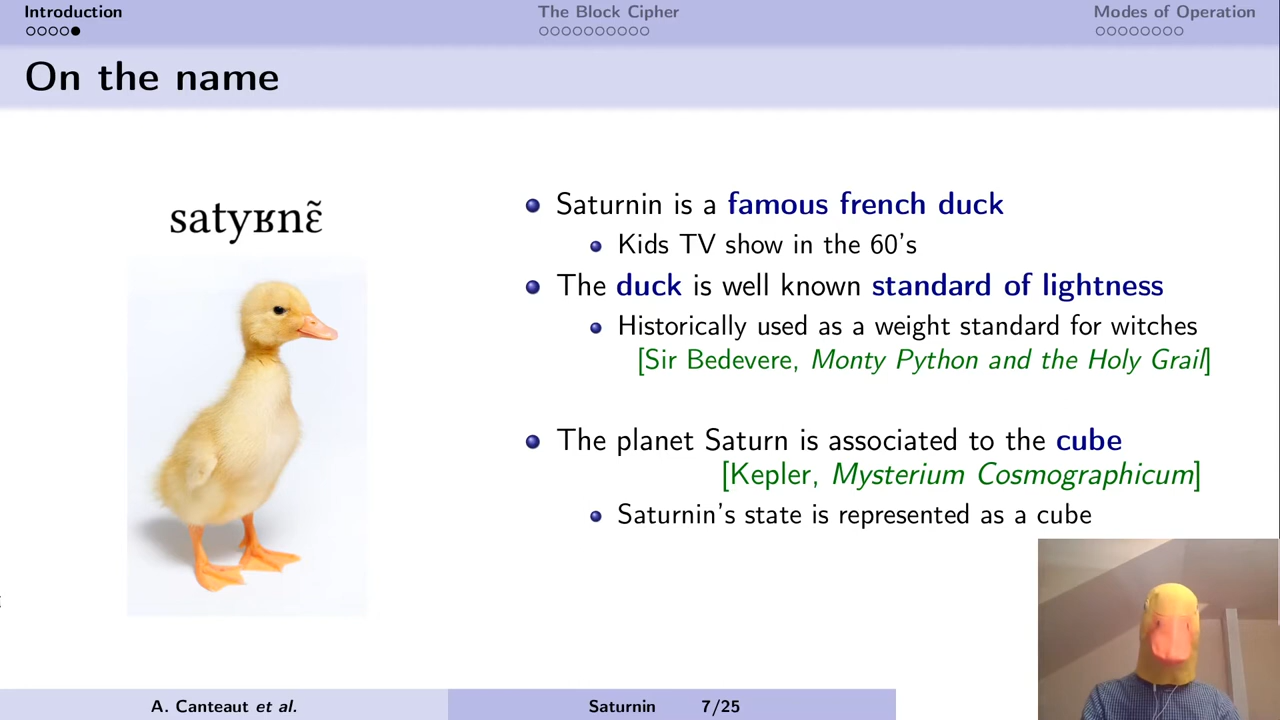 Introduction
The Block Cipher
Modes of Operation
On the name
satyʁnɛ̃
Saturnin is a famous french duck
Kids TV show in the 60's
The duck is well known standard of lightness
Historically used as a weight standard for witches
[Sir Bedevere, Monty Python and the Holy Grail]
The planet Saturn is associated to the cube
[Kepler, Mysterium Cosmographicum]
Saturnin's state is represented as a cube
A. Canteaut et al.
Saturnin 7/25